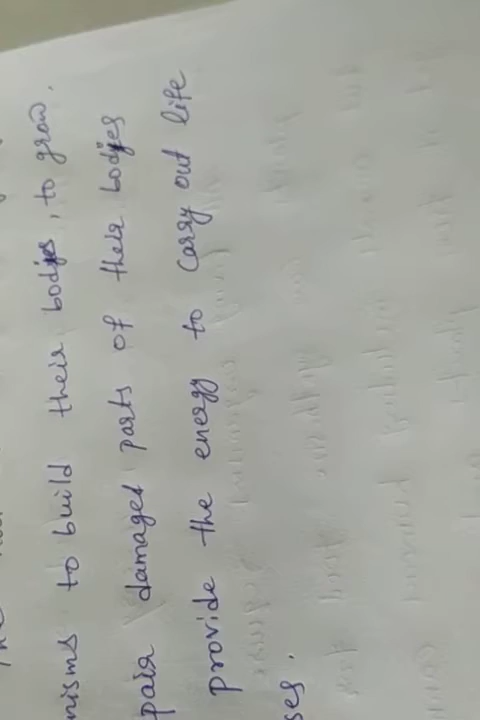 nisms to build their bodies, to grow.
pair damaged parts of their bodies
provide the energy to carry out life
ses.